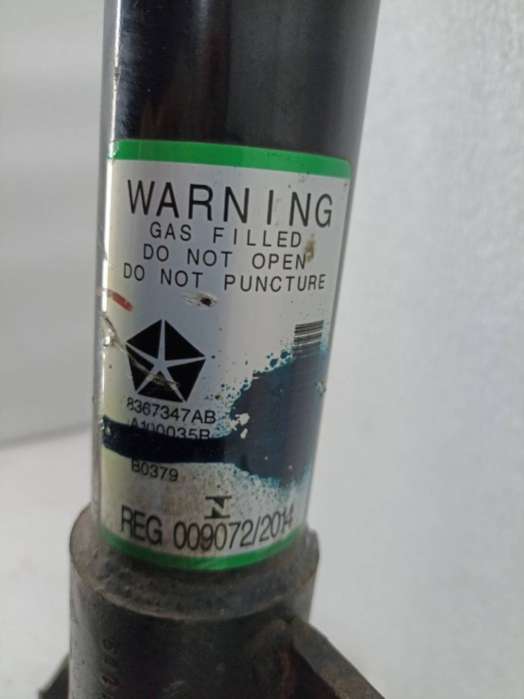 WARNING
GAS FILLED
DO NOT OPEN
DO NOT PUNCTURE
8367347AB
A100035B
B0379
REG 009072/2014